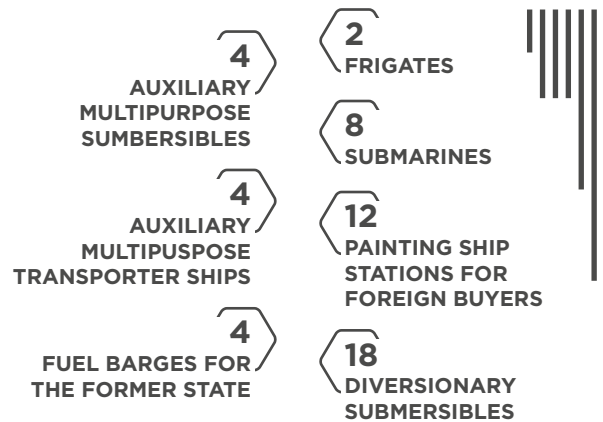 4
AUXILIARY
MULTIPURPOSE
SUMBERSIBLES
4
AUXILIARY
MULTIPUSPOSE
TRANSPORTER SHIPS
4
FUEL BARGES FOR
THE FORMER STATE
2
FRIGATES
8
SUBMARINES
12
PAINTING SHIP
STATIONS FOR
FOREIGN BUYERS
18
DIVERSIONARY
SUBMERSIBLES